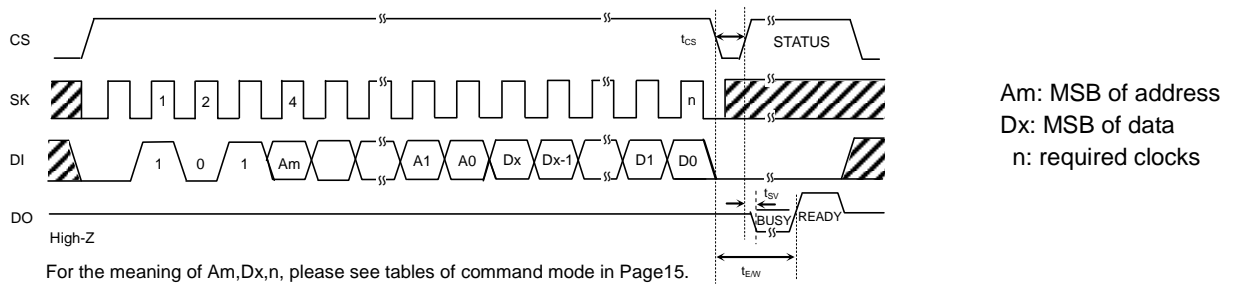 CS
tCS
STATUS
SK
1
2
4
n
Am: MSB of address
Dx: MSB of data
n: required clocks
DI
1
0
1
Am
A1
A0
Dx
Dx-1
D1
D0
tSV
DO
BUSY
READY
High-Z
tE/W
For the meaning of Am,Dx,n, please see tables of command mode in Page15.